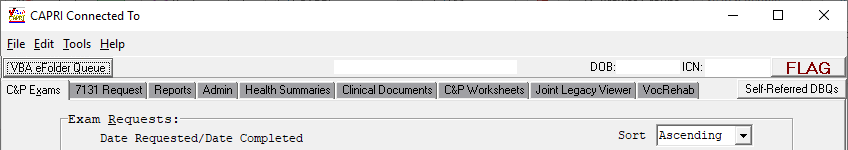 CAPRI CAPRI Connected To
File Edit Tools Help
VBA eFolder Queue DOB: ICN: FLAG
C&P Exams 7131 Request Reports Admin Health Summaries Clinical Documents C&P Worksheets Joint Legacy Viewer VocRehab Self-Referred DBQs
Exam Requests:
Date Requested/Date Completed Sort Ascending